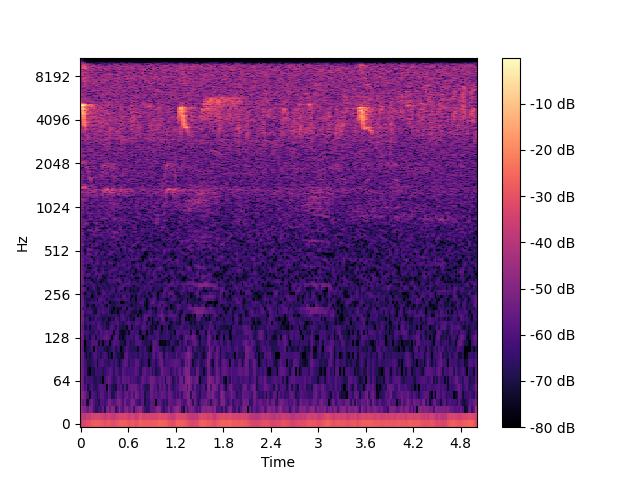 8192
4096
2048
1024
512
256
128
64
0
Hz
0 0.6 1.2 1.8 2.4 3 3.6 4.2 4.8
Time
-10 dB
-20 dB
-30 dB
-40 dB
-50 dB
-60 dB
-70 dB
-80 dB